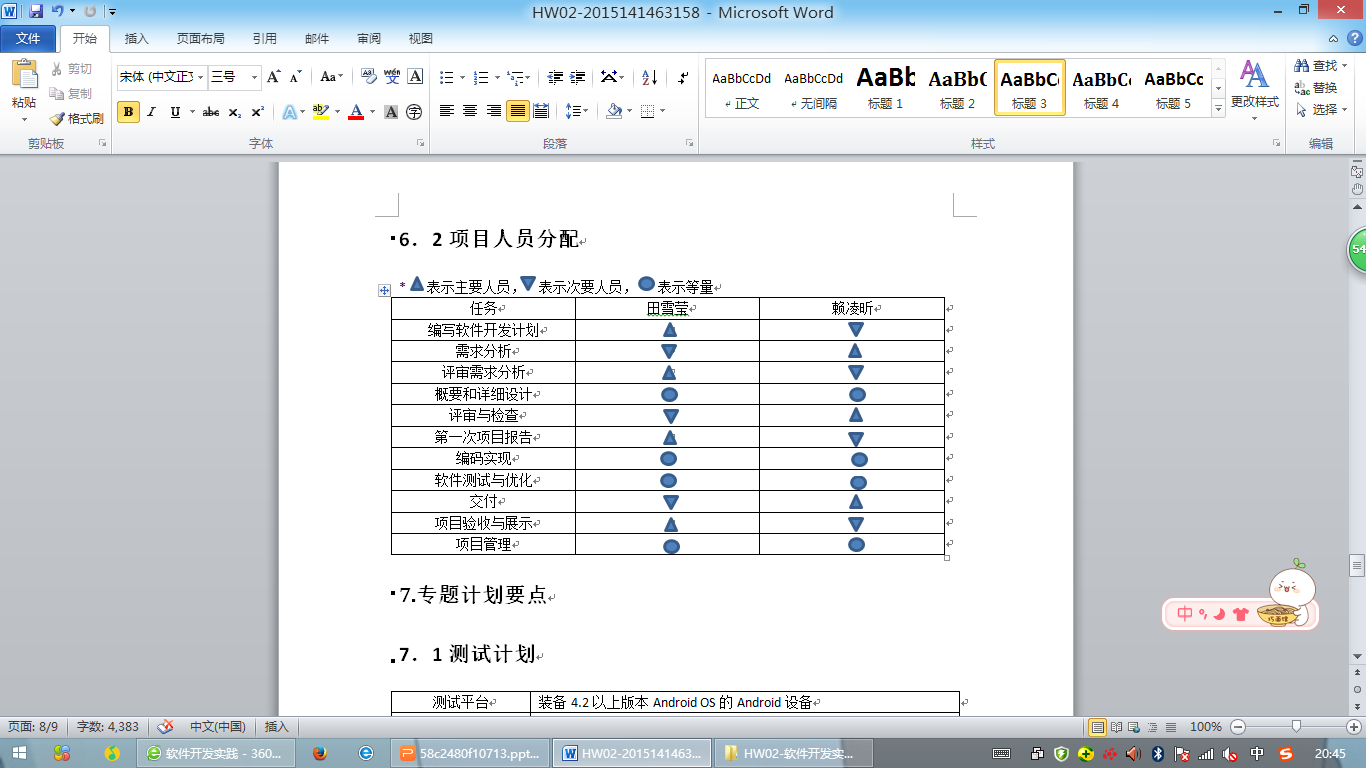 HW02-2015141463158 - Microsoft Word
文件 开始 插入 页面布局 引用 邮件 审阅 视图
粘贴 剪切 复制 格式刷
宋体 (中文正文 三号
AaBbCcDd AaBbCcDd AaBb AaBbC AaBbC AaBbCc AaBbCc
正文 无间隔 标题 1 标题 2 标题 3 标题 4 标题 5
更改样式
查找 替换 选择
剪贴板 字体 段落 样式 编辑
54
6．2 项目人员分配
*表示主要人员，表示次要人员，表示等量
任务 田雪莹 赖凌昕
编写软件开发计划
需求分析
评审需求分析
概要和详细设计
评审与检查
第一次项目报告
编码实现
软件测试与优化
交付
项目验收与展示
项目管理
7.专题计划要点
中
7．1 测试计划
测试平台 装备 4.2 以上版本 Android OS 的 Android 设备
页面: 8/9 字数: 4,383 中文(中国) 插入 100%
软件开发实践 - 360... 58c2480f10713.ppt... HW02-2015141463... HW02-软件开发实... 中 20:45